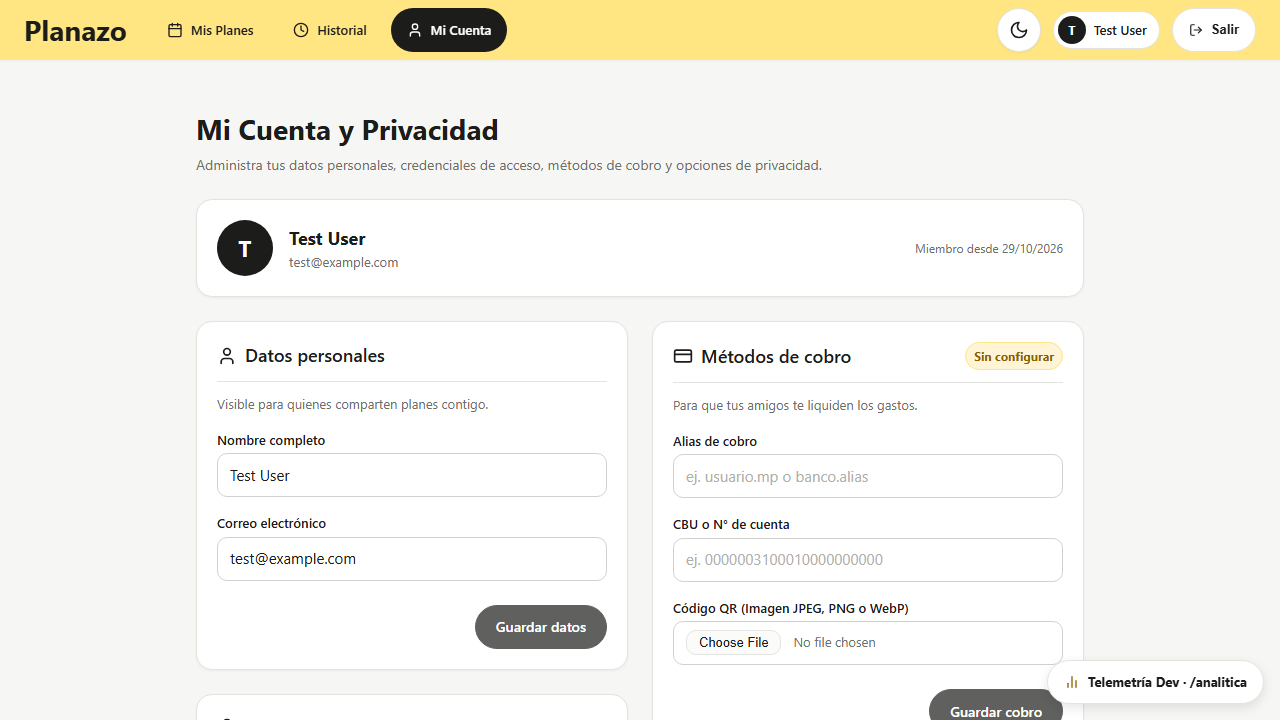 Planazo
Mis Planes
Historial
Mi Cuenta
T
Test User
Salir
Mi Cuenta y Privacidad
Administra tus datos personales, credenciales de acceso, métodos de cobro y opciones de privacidad.
T
Test User
test@example.com
Miembro desde 29/10/2026
Datos personales
Visible para quienes comparten planes contigo.
Nombre completo
Test User
Correo electrónico
test@example.com
Guardar datos
Métodos de cobro
Sin configurar
Para que tus amigos te liquiden los gastos.
Alias de cobro
ej. usuario.mp o banco.alias
CBU o N° de cuenta
ej. 0000003100010000000000
Código QR (Imagen JPEG, PNG o WebP)
Choose File No file chosen
Guardar cobro
Telemetría Dev · /analitica